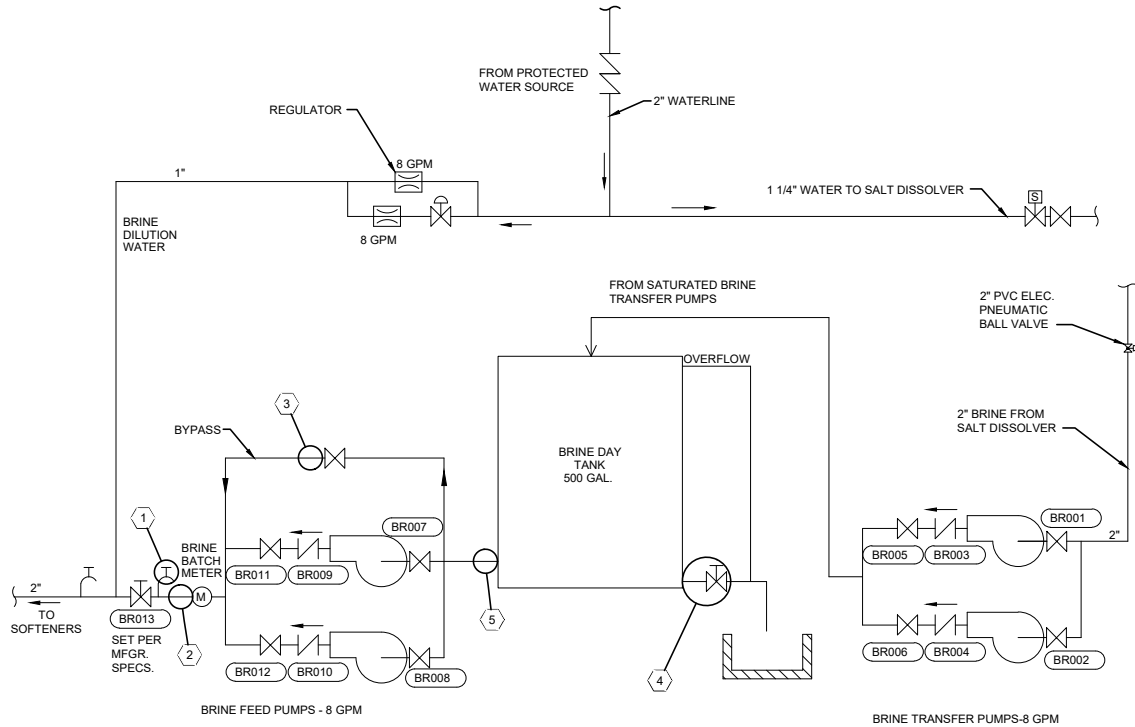 FROM PROTECTED
WATER SOURCE
2" WATERLINE
REGULATOR
8 GPM
1"
8 GPM
1 1/4" WATER TO SALT DISSOLVER
S
BRINE
DILUTION
WATER
FROM SATURATED BRINE
TRANSFER PUMPS
2" PVC ELEC.
PNEUMATIC
BALL VALVE
OVERFLOW
3
BYPASS
BRINE DAY
TANK
500 GAL.
2" BRINE FROM
SALT DISSOLVER
1
BRINE
BATCH
METER
BR007
BR011
BR009
BR001
2"
BR005
BR003
2"
TO
SOFTENERS
BR013
M
SET PER
MFGR.
SPECS.
2
5
4
BR012
BR010
BR008
BR006
BR004
BR002
BRINE FEED PUMPS - 8 GPM
BRINE TRANSFER PUMPS-8 GPM